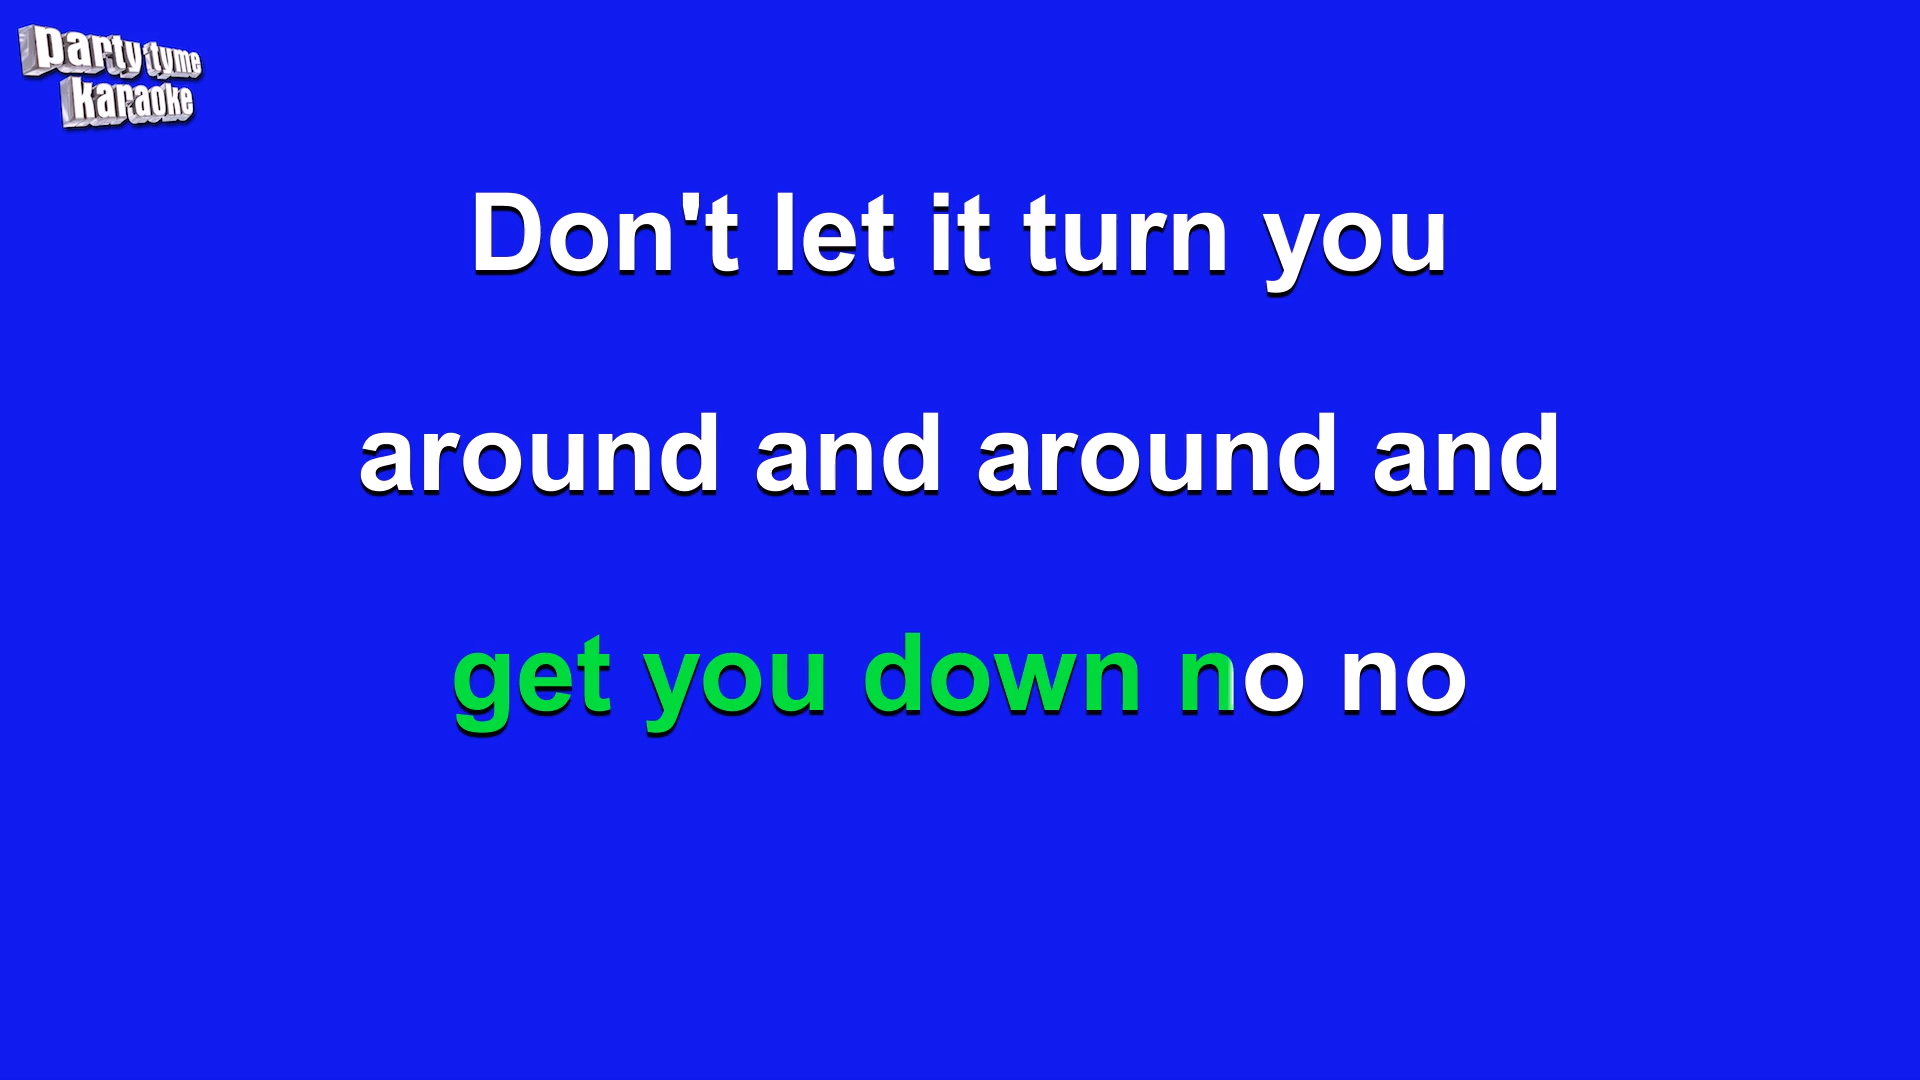 party tyme
karaoke
Don't let it turn you
around and around and
get you down no no